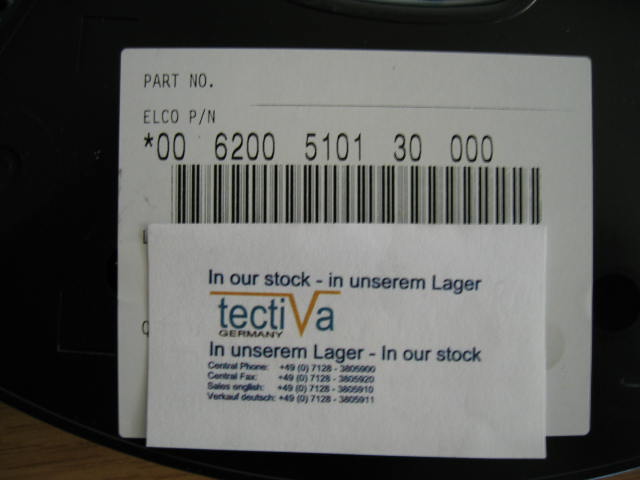 PART NO.
ELCO P/N
*00 6200 5101 30 000
In our stock - in unserem Lager
tectiVa
GERMANY
In unserem Lager - In our stock
Central Phone: +49 (0) 7128 - 3805900
Central Fax: +49 (0) 7128 - 3805920
Sales english: +49 (0) 7128 - 3805910
Verkauf deutsch: +49 (0) 7128 - 3805911